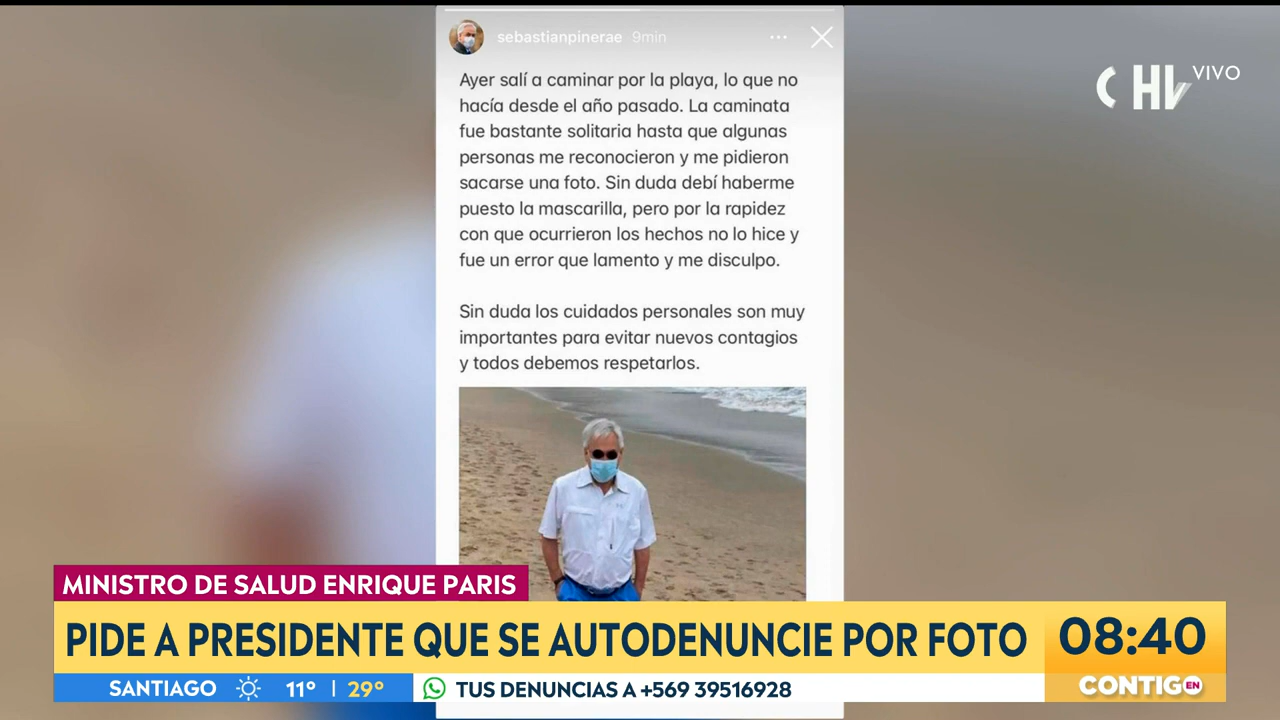 sebastianpinerae 9min
CHV VIVO
Ayer salí a caminar por la playa, lo que no
hacía desde el año pasado. La caminata
fue bastante solitaria hasta que algunas
personas me reconocieron y me pidieron
sacarse una foto. Sin duda debí haberme
puesto la mascarilla, pero por la rapidez
con que ocurrieron los hechos no lo hice y
fue un error que lamento y me disculpo.
Sin duda los cuidados personales son muy
importantes para evitar nuevos contagios
y todos debemos respetarlos.
MINISTRO DE SALUD ENRIQUE PARIS
PIDE A PRESIDENTE QUE SE AUTODENUNCIE POR FOTO
08:40
SANTIAGO 11° | 29°
TUS DENUNCIAS A +569 39516928
CONTIGO EN